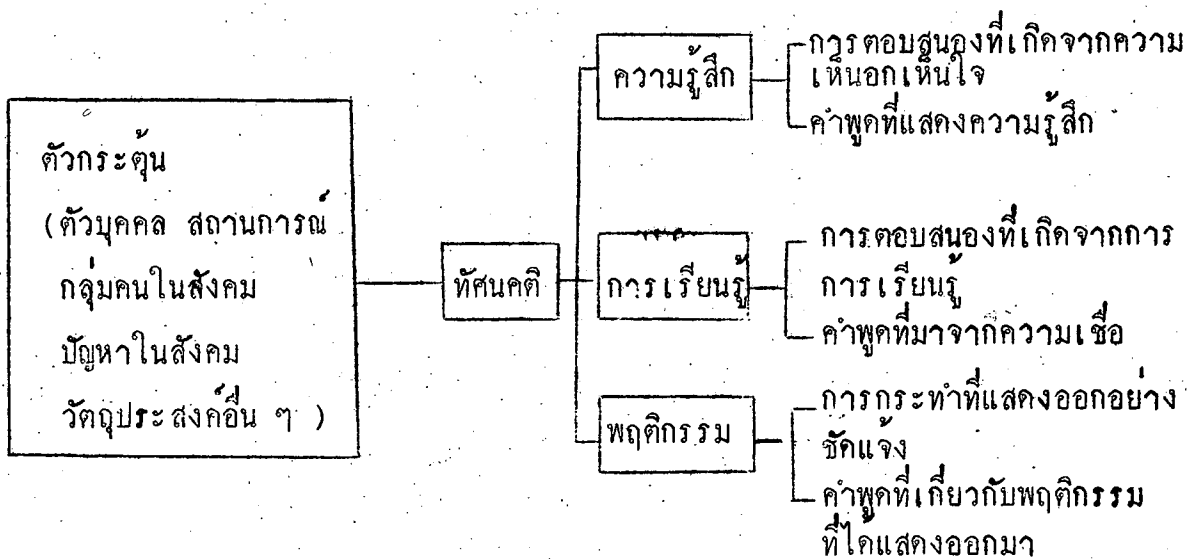 ตัวกระตุ้น
(ตัวบุคคล สถานการณ์
กลุ่มคนในสังคม
ปัญหาในสังคม
วัตถุประสงค์อื่น ๆ )
ทัศนคติ
ความรู้สึก
การตอบสนองที่เกิดจากความ
เห็นอกเห็นใจ
คำพูดที่แสดงความรู้สึก
การเรียนรู้
การตอบสนองที่เกิดจากการ
การเรียนรู้
คำพูดที่มาจากความเชื่อ
พฤติกรรม
การกระทำที่แสดงออกอย่าง
ชัดแจ้ง
คำพูดที่เกี่ยวกับพฤติกรรม
ที่ได้แสดงออกมา